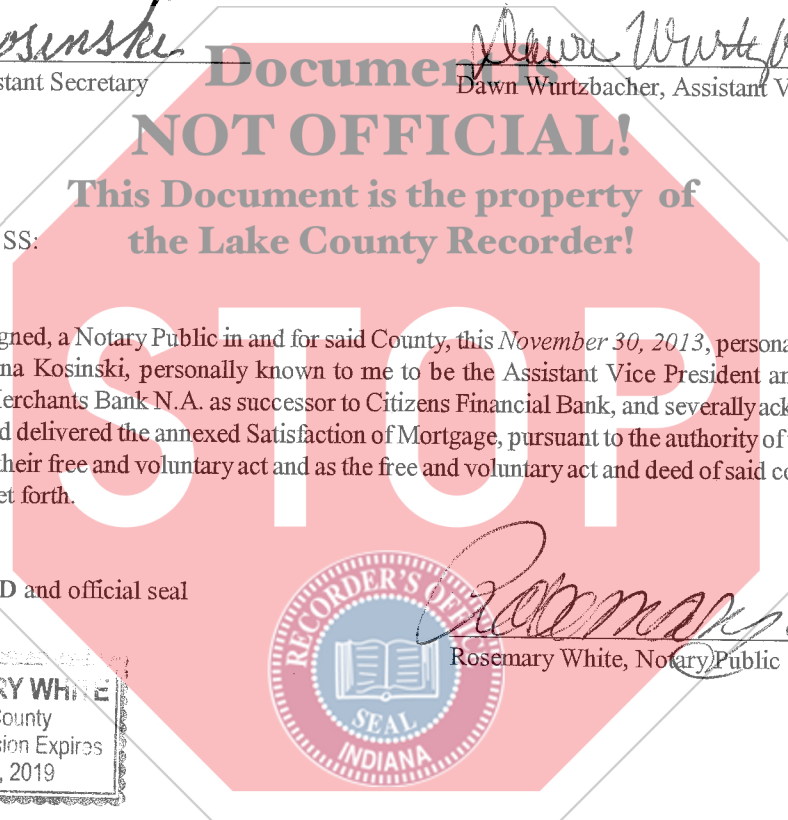 osinski
stant Secretary
Dawn Wurtzb
Dawn Wurtzbacher, Assistant V
Document is
NOT OFFICIAL!
This Document is the property of
the Lake County Recorder!
SS:
STOP
gned, a Notary Public in and for said County, this November 30, 2013, persona
na Kosinski, personally known to me to be the Assistant Vice President an
Merchants Bank N.A. as successor to Citizens Financial Bank, and severally ack
d delivered the annexed Satisfaction of Mortgage, pursuant to the authority of
their free and voluntary act and as the free and voluntary act and deed of said co
et forth.
D and official seal
RECORDER'S OFFICE
SEAL
INDIANA
Rosemary
Rosemary White, Notary Public
RY WHITE
County
sion Expires
, 2019